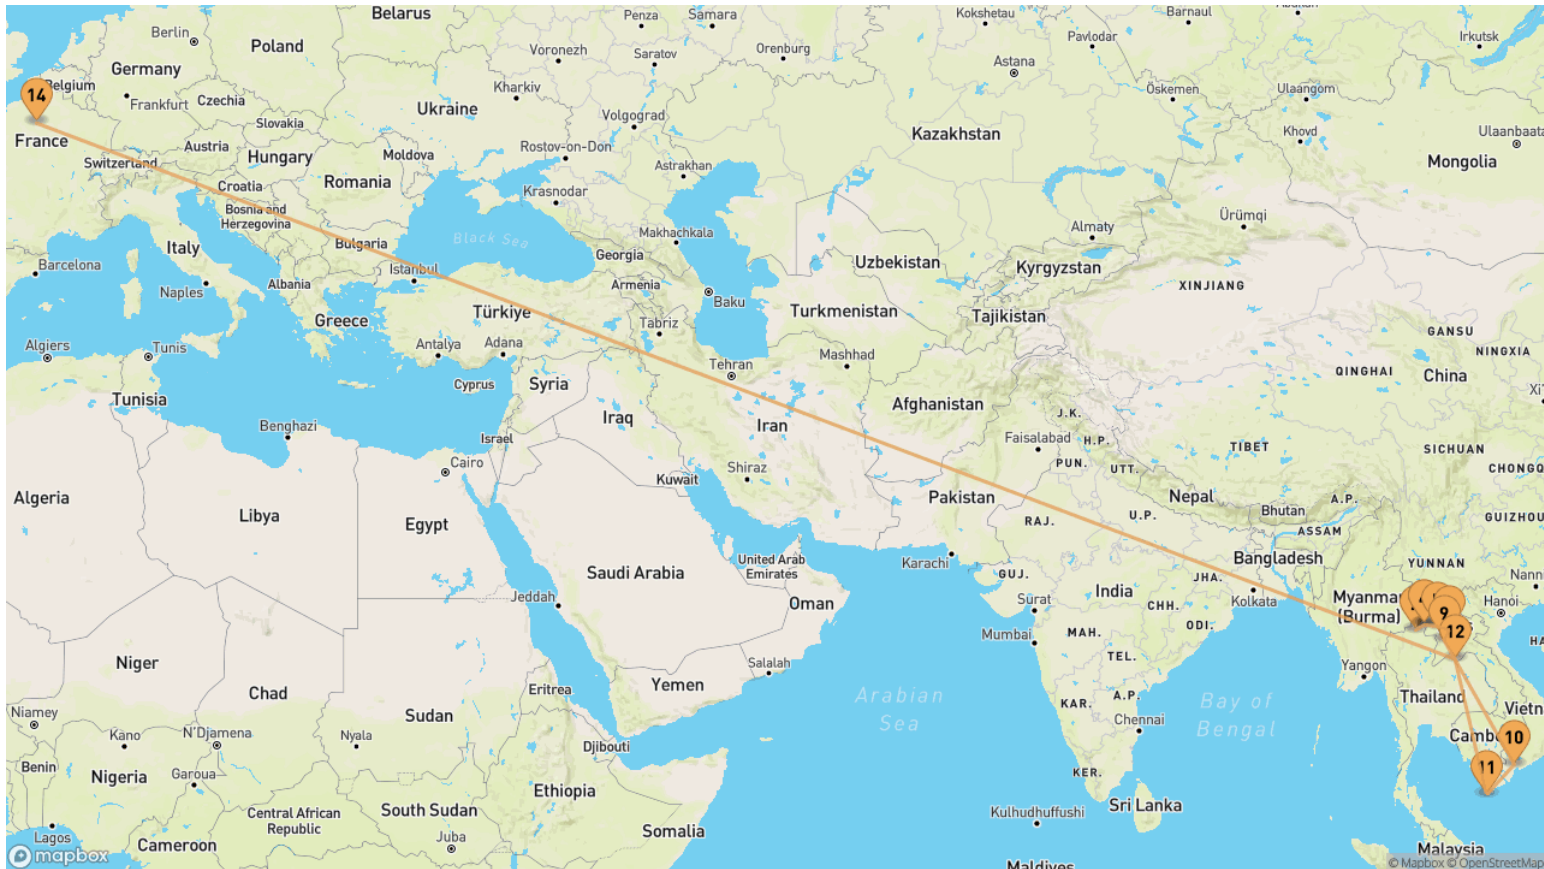 Belarus
Penza
Samara
Kokshetau
Barnaul
Irkutsk
Berlin
Poland
Voronezh
Saratov
Orenburg
Pavlodar
Astana
Germany
Belgium
Frankfurt
Czechia
Kharkiv
Öskemen
Ulaangom
14
Ukraine
Volgograd
Slovakia
Kazakhstan
Khovd
Ulaanbaata
France
Austria
Hungary
Moldova
Rostov-on-Don
Mongolia
Switzerland
Romania
Astrakhan
Croatia
Krasnodar
Bosnia and
Herzegovina
Almaty
Ürümqi
Italy
Bulgaria
Black Sea
Makhachkala
Georgia
Uzbekistan
Kyrgyzstan
Barcelona
Istanbul
Albania
Armenia
XINJIANG
Naples
Baku
Türkiye
Turkmenistan
Tajikistan
Greece
Tabriz
GANSU
Algiers
Tunis
Antalya
Adana
Tehran
Mashhad
NINGXIA
QINGHAI
China
Cyprus
Syria
Tunisia
Afghanistan
J.K.
Benghazi
Iraq
Iran
Israel
Faisalabad
H.P.
TIBET
SICHUAN
Cairo
Shiraz
PUN.
UTT.
CHONGQ
Kuwait
Algeria
Pakistan
Nepal
A.P.
Libya
Egypt
RAJ.
U.P.
Bhutan
GUIZHOU
ASSAM
Karachi
United Arab
Emirates
Bangladesh
YUNNAN
Saudi Arabia
GUJ.
JHA.
Nann
Jeddah
Oman
Surat
India
CHH.
Kolkata
Myanmar
(Burma)
9
Hanoi
Mumbai
MAH.
ODI.
12
Niger
Salalah
TEL.
Yangon
Chad
Eritrea
Yemen
Arabian
Sea
KAR.
A.P.
Bay of
Bengal
Thailand
Vietn
Niamey
Sudan
Chennai
Kano
N'Djamena
Nyala
Djibouti
Camb
10
Benin
Nigeria
Garoua
Ethiopia
KER.
11
Central African
Republic
South Sudan
Kulhudhuffushi
Sri Lanka
Lagos
Cameroon
Juba
Somalia
Malaysia
Maldives
mapbox
© Mapbox © OpenStreetMap